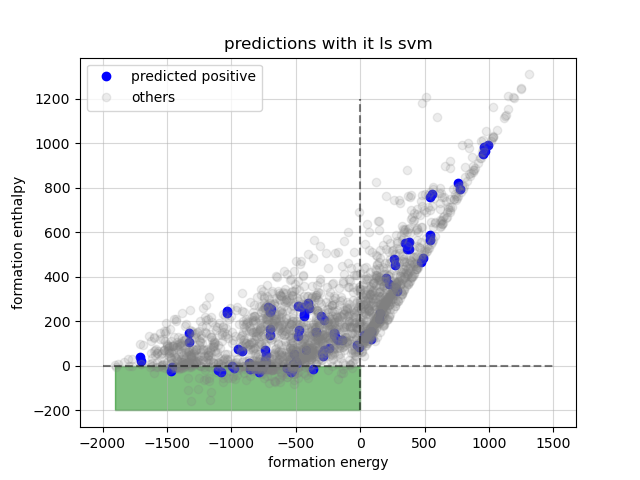 predictions with it ls svm
predicted positive
others
formation enthalpy
1200
1000
800
600
400
200
0
−200
−2000 −1500 −1000 −500 0 500 1000 1500
formation energy